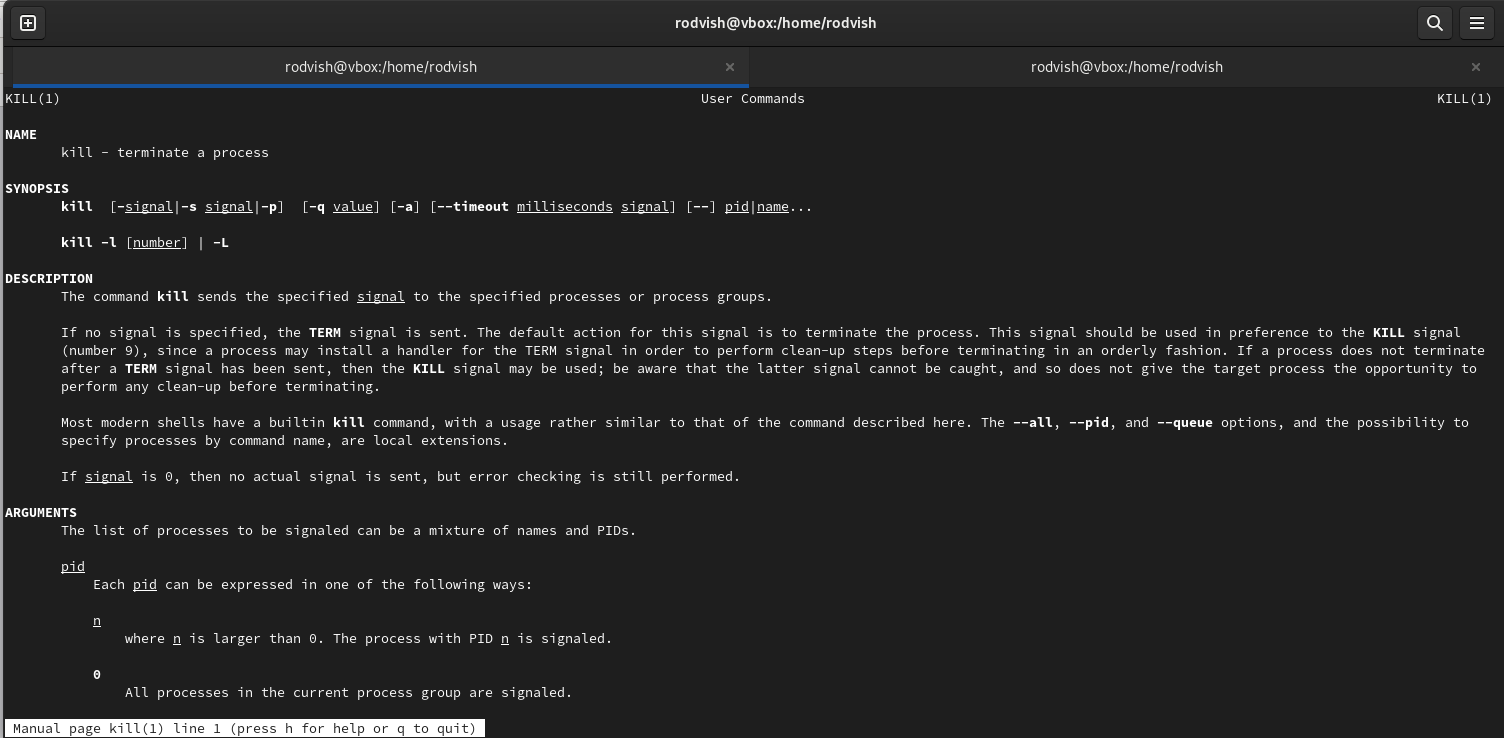 rodvish@vbox:/home/rodvish
rodvish@vbox:/home/rodvish
rodvish@vbox:/home/rodvish
KILL(1) User Commands KILL(1)
NAME
kill - terminate a process
SYNOPSIS
kill [-signal|-s signal|-p] [-q value] [-a] [--timeout milliseconds signal] [--] pid|name...
kill -l [number] | -L
DESCRIPTION
The command kill sends the specified signal to the specified processes or process groups.
If no signal is specified, the TERM signal is sent. The default action for this signal is to terminate the process. This signal should be used in preference to the KILL signal
(number 9), since a process may install a handler for the TERM signal in order to perform clean-up steps before terminating in an orderly fashion. If a process does not terminate
after a TERM signal has been sent, then the KILL signal may be used; be aware that the latter signal cannot be caught, and so does not give the target process the opportunity to
perform any clean-up before terminating.
Most modern shells have a builtin kill command, with a usage rather similar to that of the command described here. The --all, --pid, and --queue options, and the possibility to
specify processes by command name, are local extensions.
If signal is 0, then no actual signal is sent, but error checking is still performed.
ARGUMENTS
The list of processes to be signaled can be a mixture of names and PIDs.
pid
Each pid can be expressed in one of the following ways:
n
where n is larger than 0. The process with PID n is signaled.
0
All processes in the current process group are signaled.
Manual page kill(1) line 1 (press h for help or q to quit)